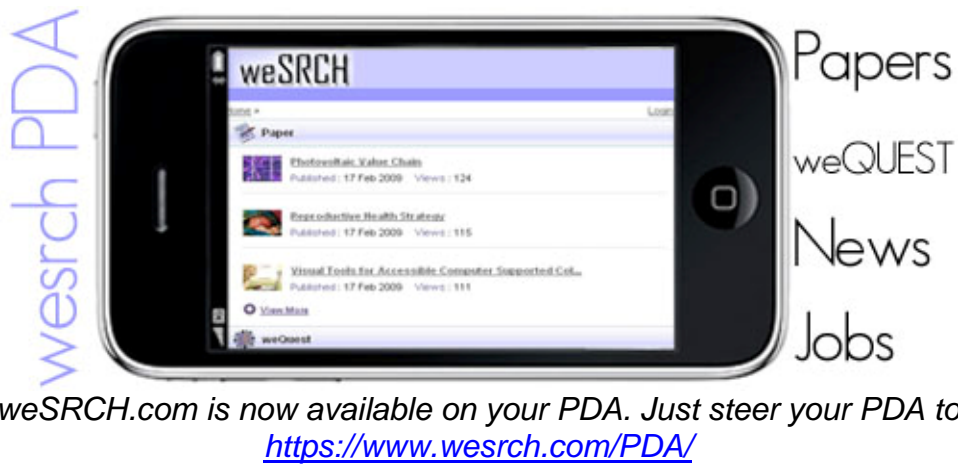 wesrch PDA
weSRCH
Home »
Login
Paper
Photovoltaic Value Chain
Published : 17 Feb 2009 Views : 124
Reproductive Health Strategy
Published : 17 Feb 2009 Views : 115
Visual Tools for Accessible Computer Supported Col...
Published : 17 Feb 2009 Views : 111
View More
weQuest
Papers
weQUEST
News
Jobs
weSRCH.com is now available on your PDA. Just steer your PDA to
https://www.wesrch.com/PDA/